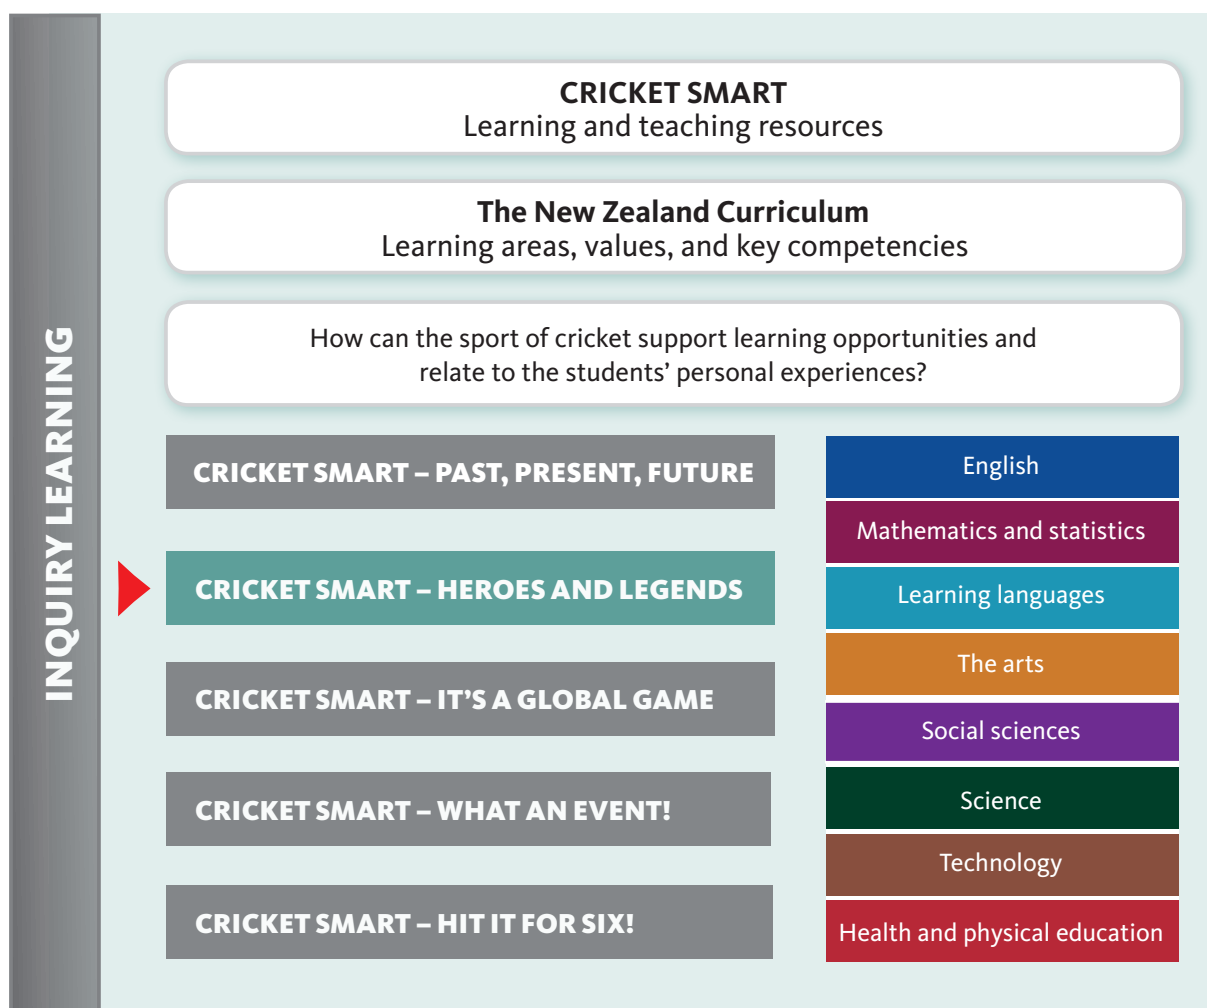 INQUIRY LEARNING
CRICKET SMART
Learning and teaching resources
The New Zealand Curriculum
Learning areas, values, and key competencies
How can the sport of cricket support learning opportunities and
relate to the students’ personal experiences?
CRICKET SMART – PAST, PRESENT, FUTURE
CRICKET SMART – HEROES AND LEGENDS
CRICKET SMART – IT’S A GLOBAL GAME
CRICKET SMART – WHAT AN EVENT!
CRICKET SMART – HIT IT FOR SIX!
English
Mathematics and statistics
Learning languages
The arts
Social sciences
Science
Technology
Health and physical education